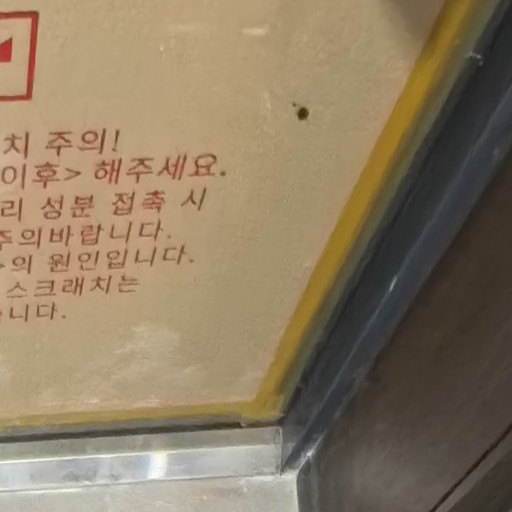 치 주의!
이후> 해주세요.
리 성분 접촉 시
주의바랍니다.
의 원인입니다.
스크래치는
니다.